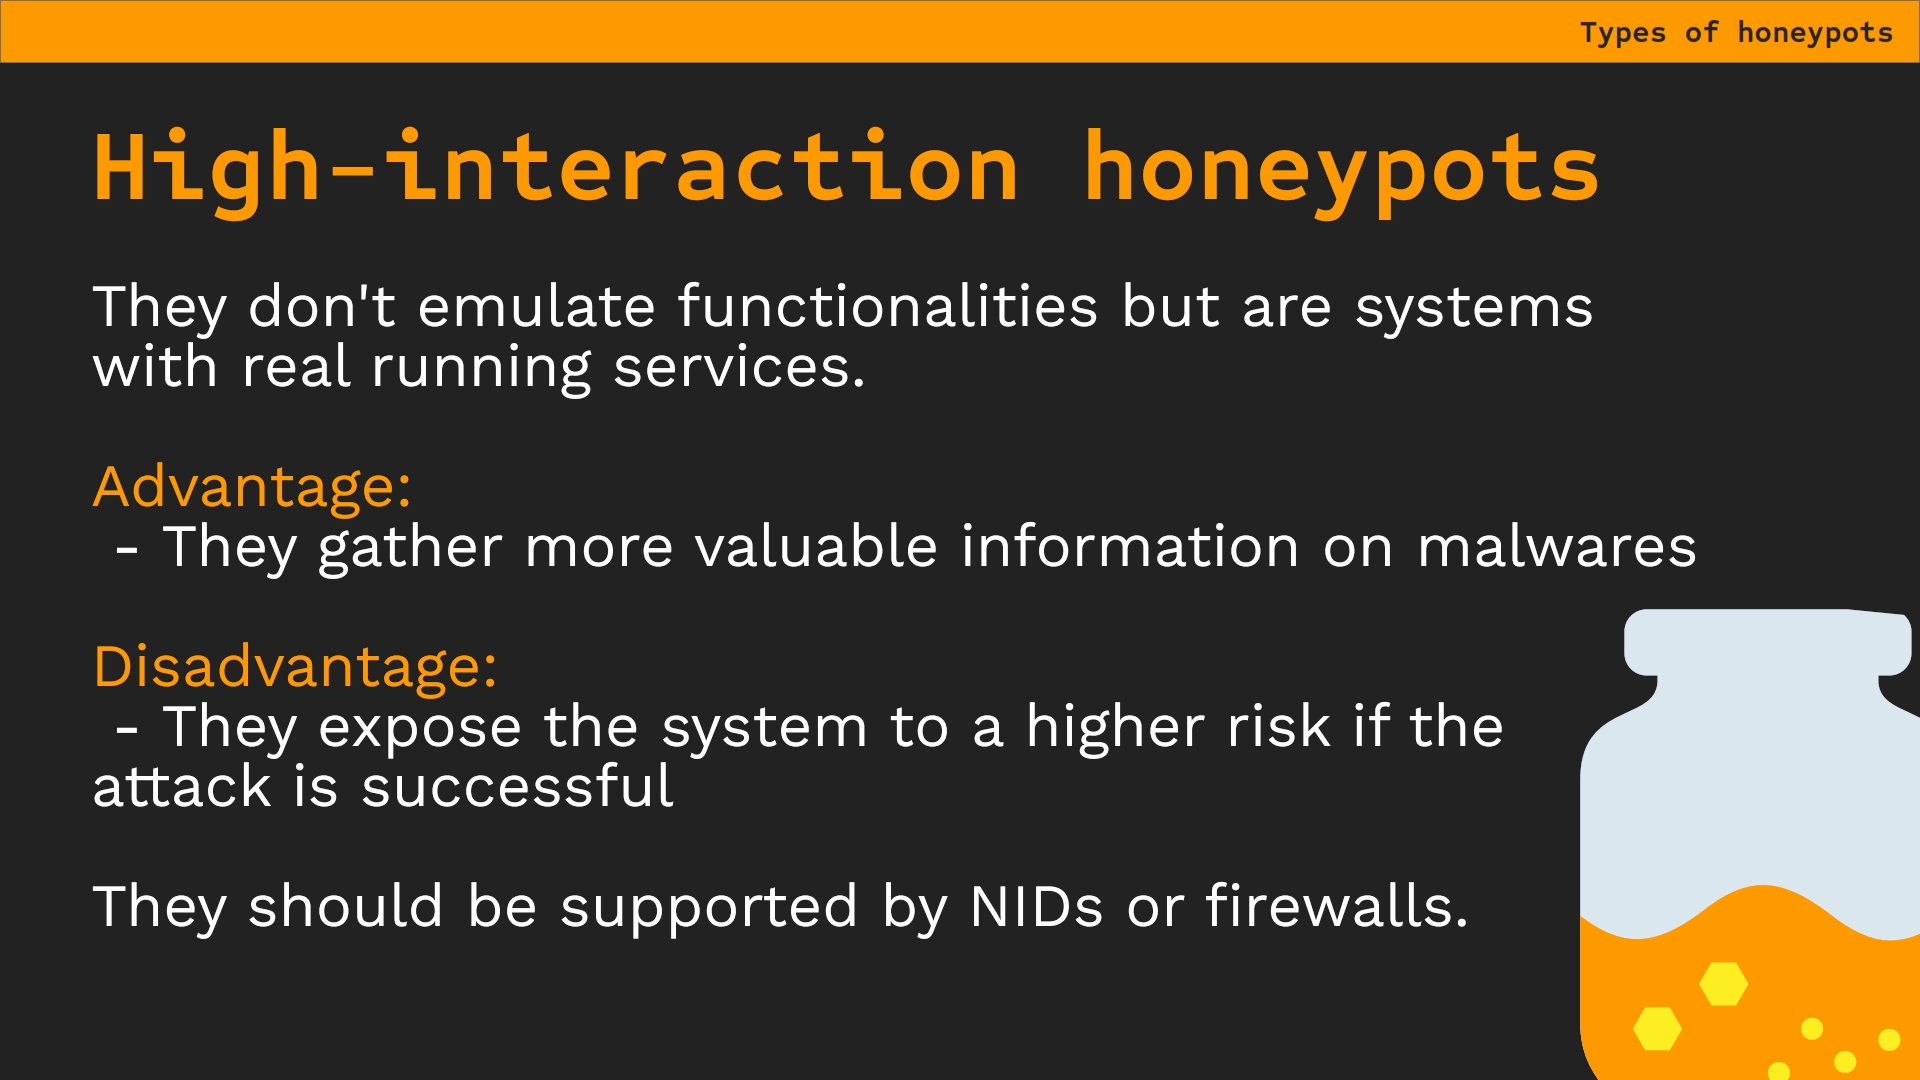 Types of honeypots
High-interaction honeypots
They don't emulate functionalities but are systems
with real running services.
Advantage:
- They gather more valuable information on malwares
Disadvantage:
- They expose the system to a higher risk if the
attack is successful
They should be supported by NIDs or firewalls.